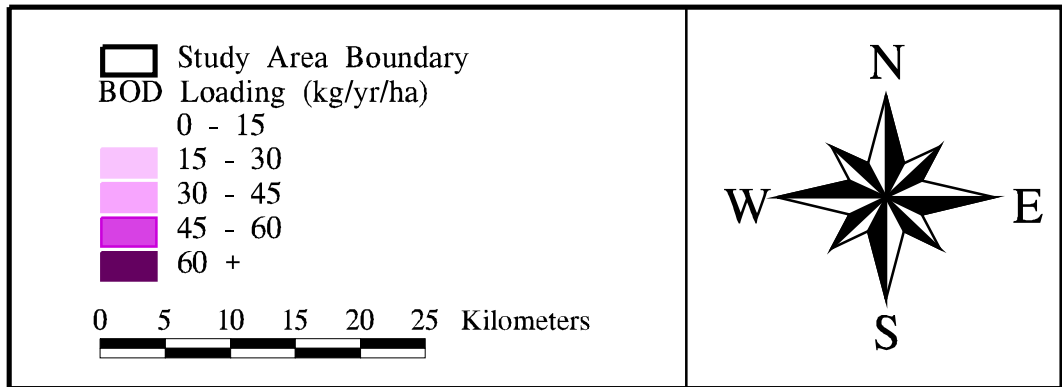 Study Area Boundary
BOD Loading (kg/yr/ha)
0 - 15
15 - 30
30 - 45
45 - 60
60 +
0 5 10 15 20 25 Kilometers
N
W E
S